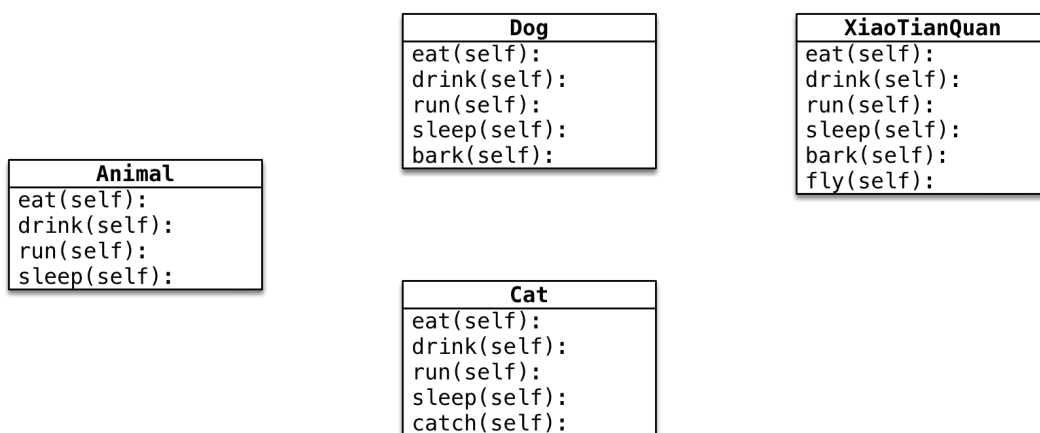 Animal
eat(self):
drink(self):
run(self):
sleep(self):
Dog
eat(self):
drink(self):
run(self):
sleep(self):
bark(self):
Cat
eat(self):
drink(self):
run(self):
sleep(self):
catch(self):
XiaoTianQuan
eat(self):
drink(self):
run(self):
sleep(self):
bark(self):
fly(self):